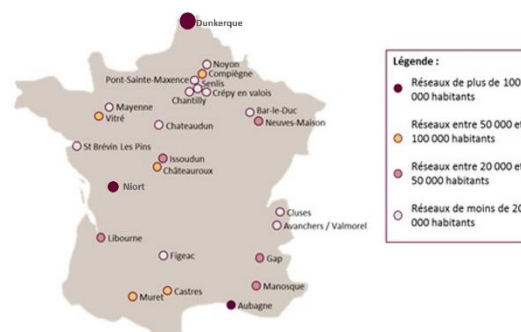 Dunkerque
Noyon
Compiègne
Pont-Sainte-Maxence
Senlis
Crépy en valois
Chantilly
Mayenne
Vitré
Bar-le-Duc
Neuves-Maison
Chateaudun
St Brévin Les Pins
Issoudun
Châteauroux
Niort
Cluses
Avanchers / Valmorel
Libourne
Figeac
Gap
Manosque
Castres
Muret
Aubagne
Légende :
Réseaux de plus de 100
000 habitants
Réseaux entre 50 000 et
100 000 habitants
Réseaux entre 20 000 et
50 000 habitants
Réseaux de moins de 20
000 habitants